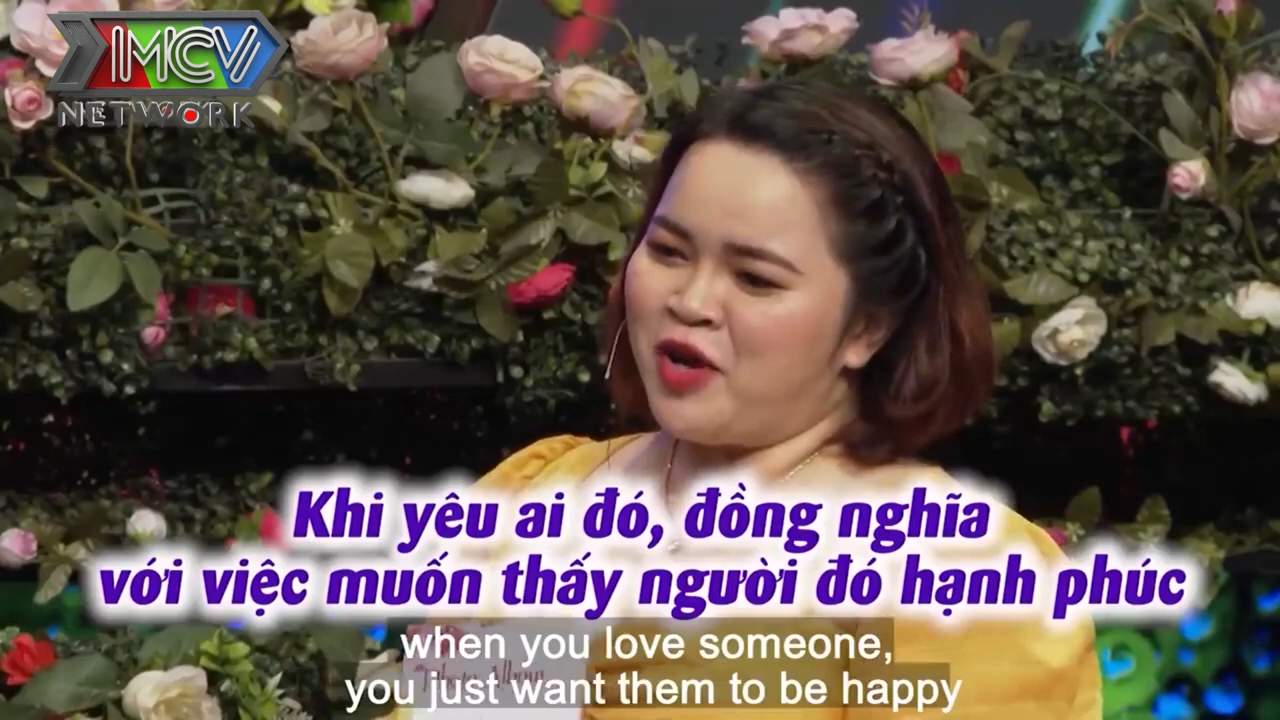 MCV
NETWORK
Khi yêu ai đó, đồng nghĩa
với việc muốn thấy người đó hạnh phúc
when you love someone,
you just want them to be happy